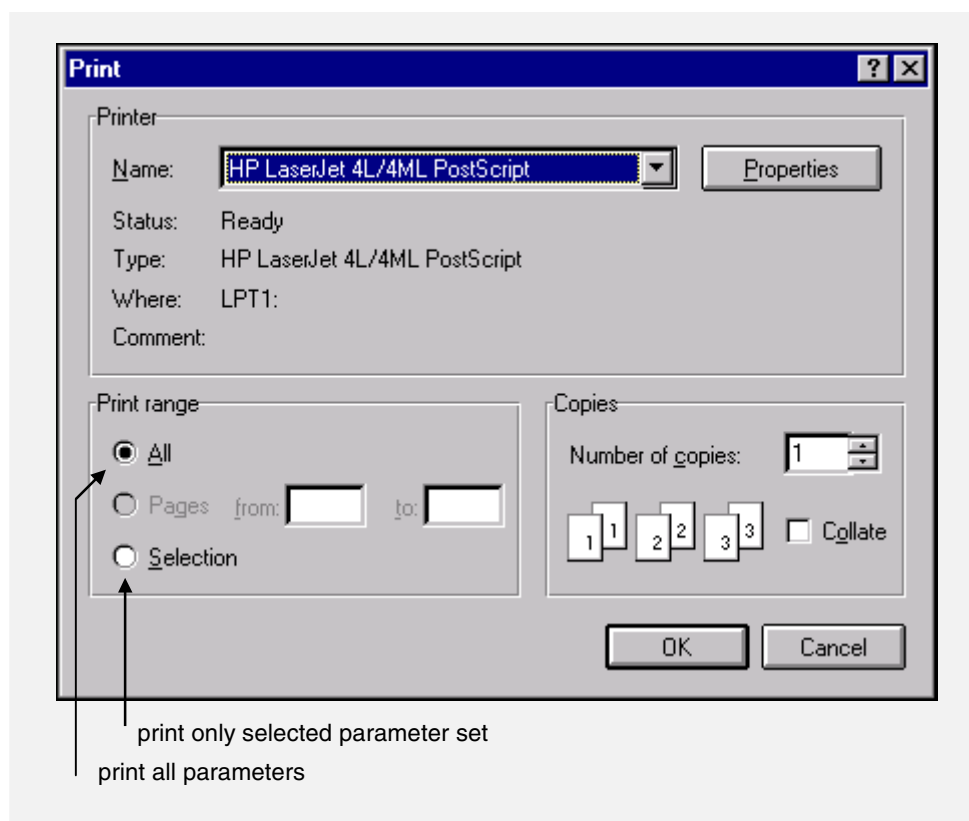 Print
Printer
Name: HP LaserJet 4L/4ML PostScript Properties
Status: Ready
Type: HP LaserJet 4L/4ML PostScript
Where: LPT1:
Comment:
Print range
All
Pages from: to:
Selection
Copies
Number of copies: 1
1 1 2 2 3 3 Collate
OK Cancel
print only selected parameter set
print all parameters